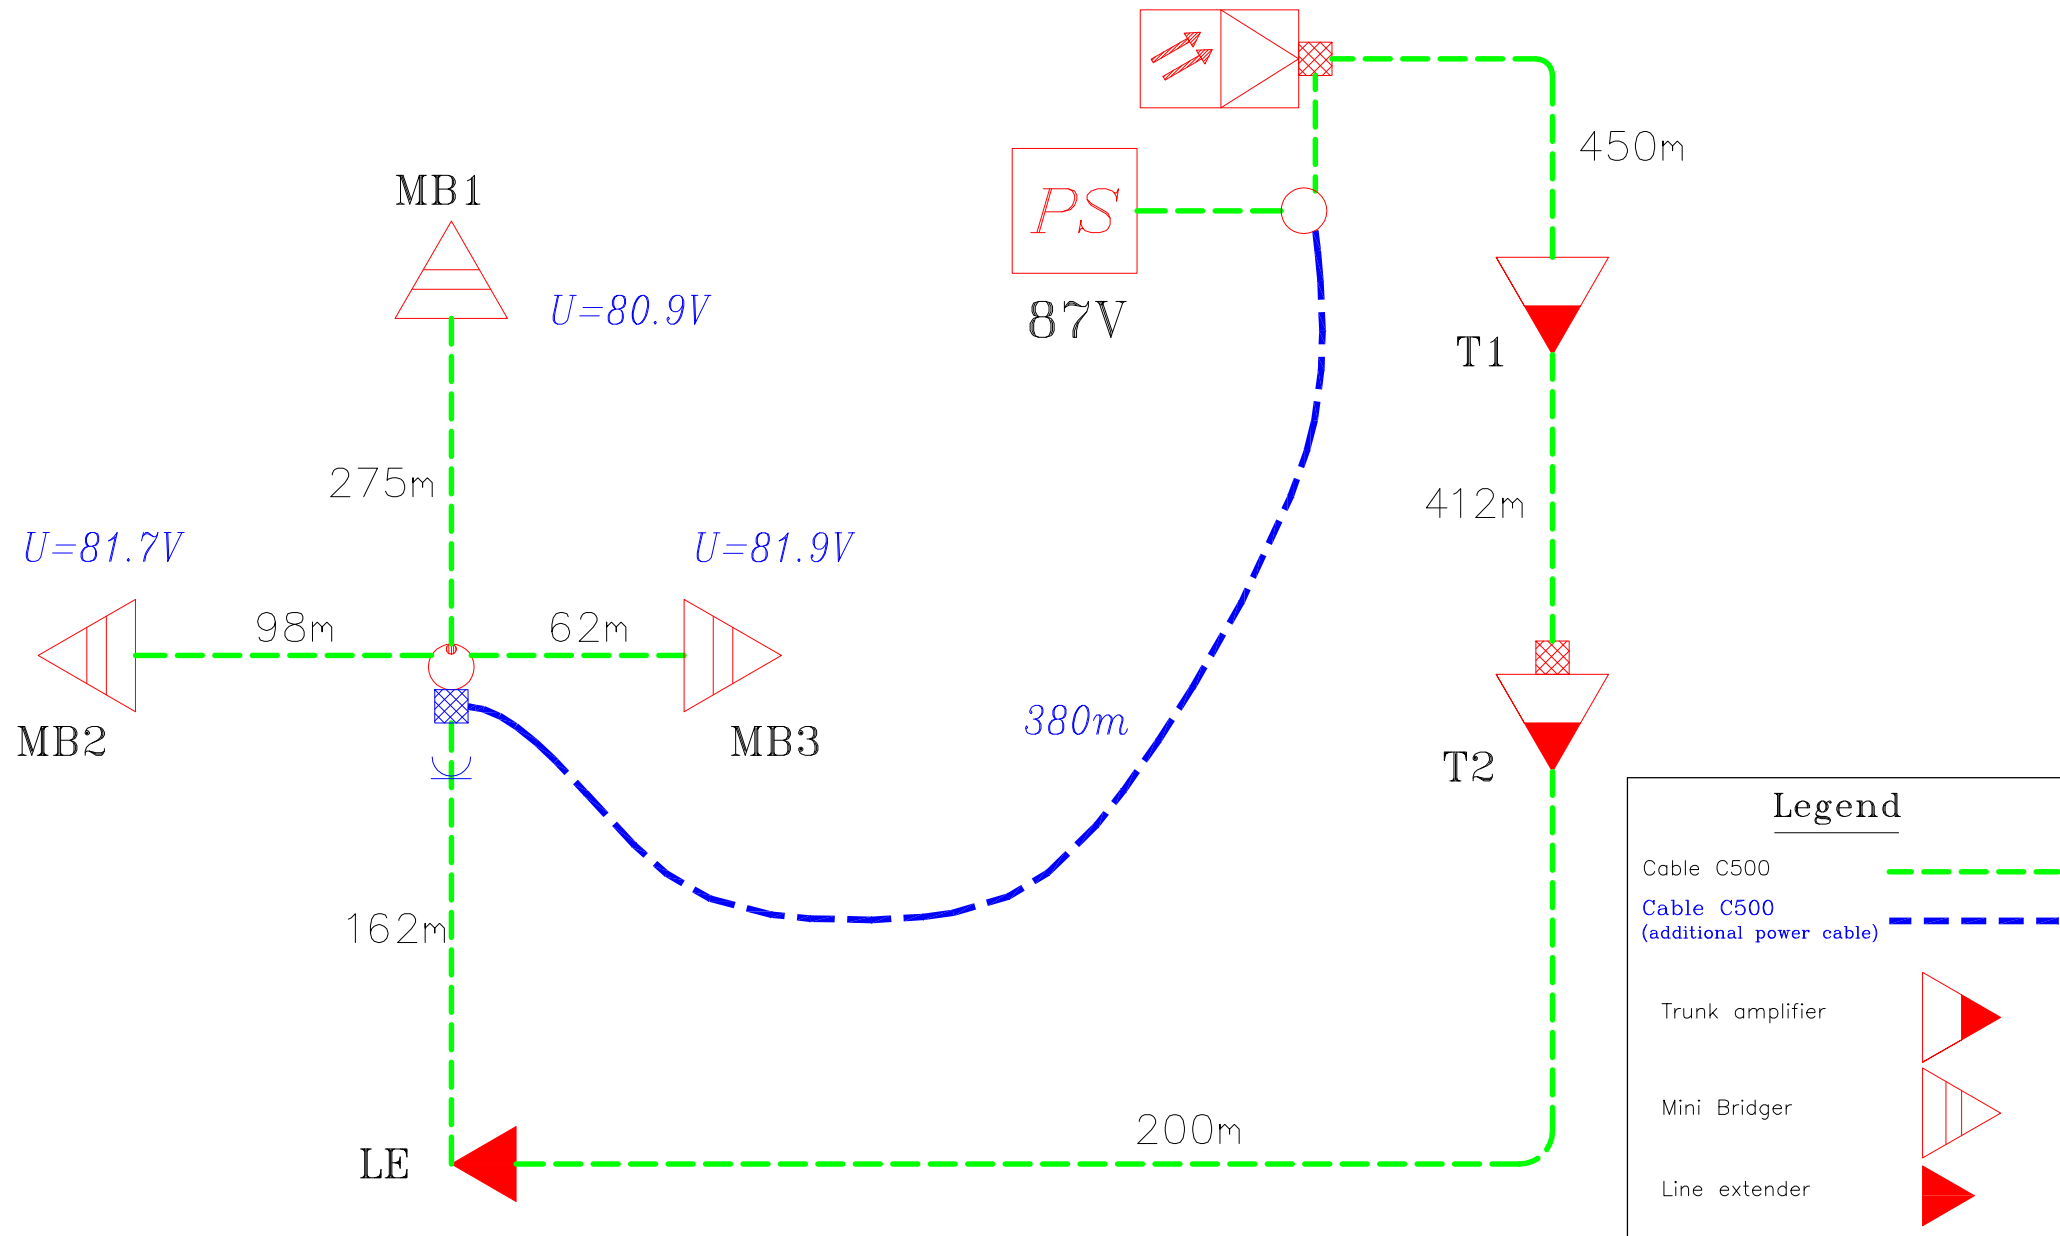 450m
MB1
PS
U=80.9V
87V
T1
275m
412m
U=81.7V
U=81.9V
98m
62m
380m
MB2
MB3
T2
Legend
Cable C500
Cable C500
(additional power cable)
162m
Trunk amplifier
Mini Bridger
200m
LE
Line extender